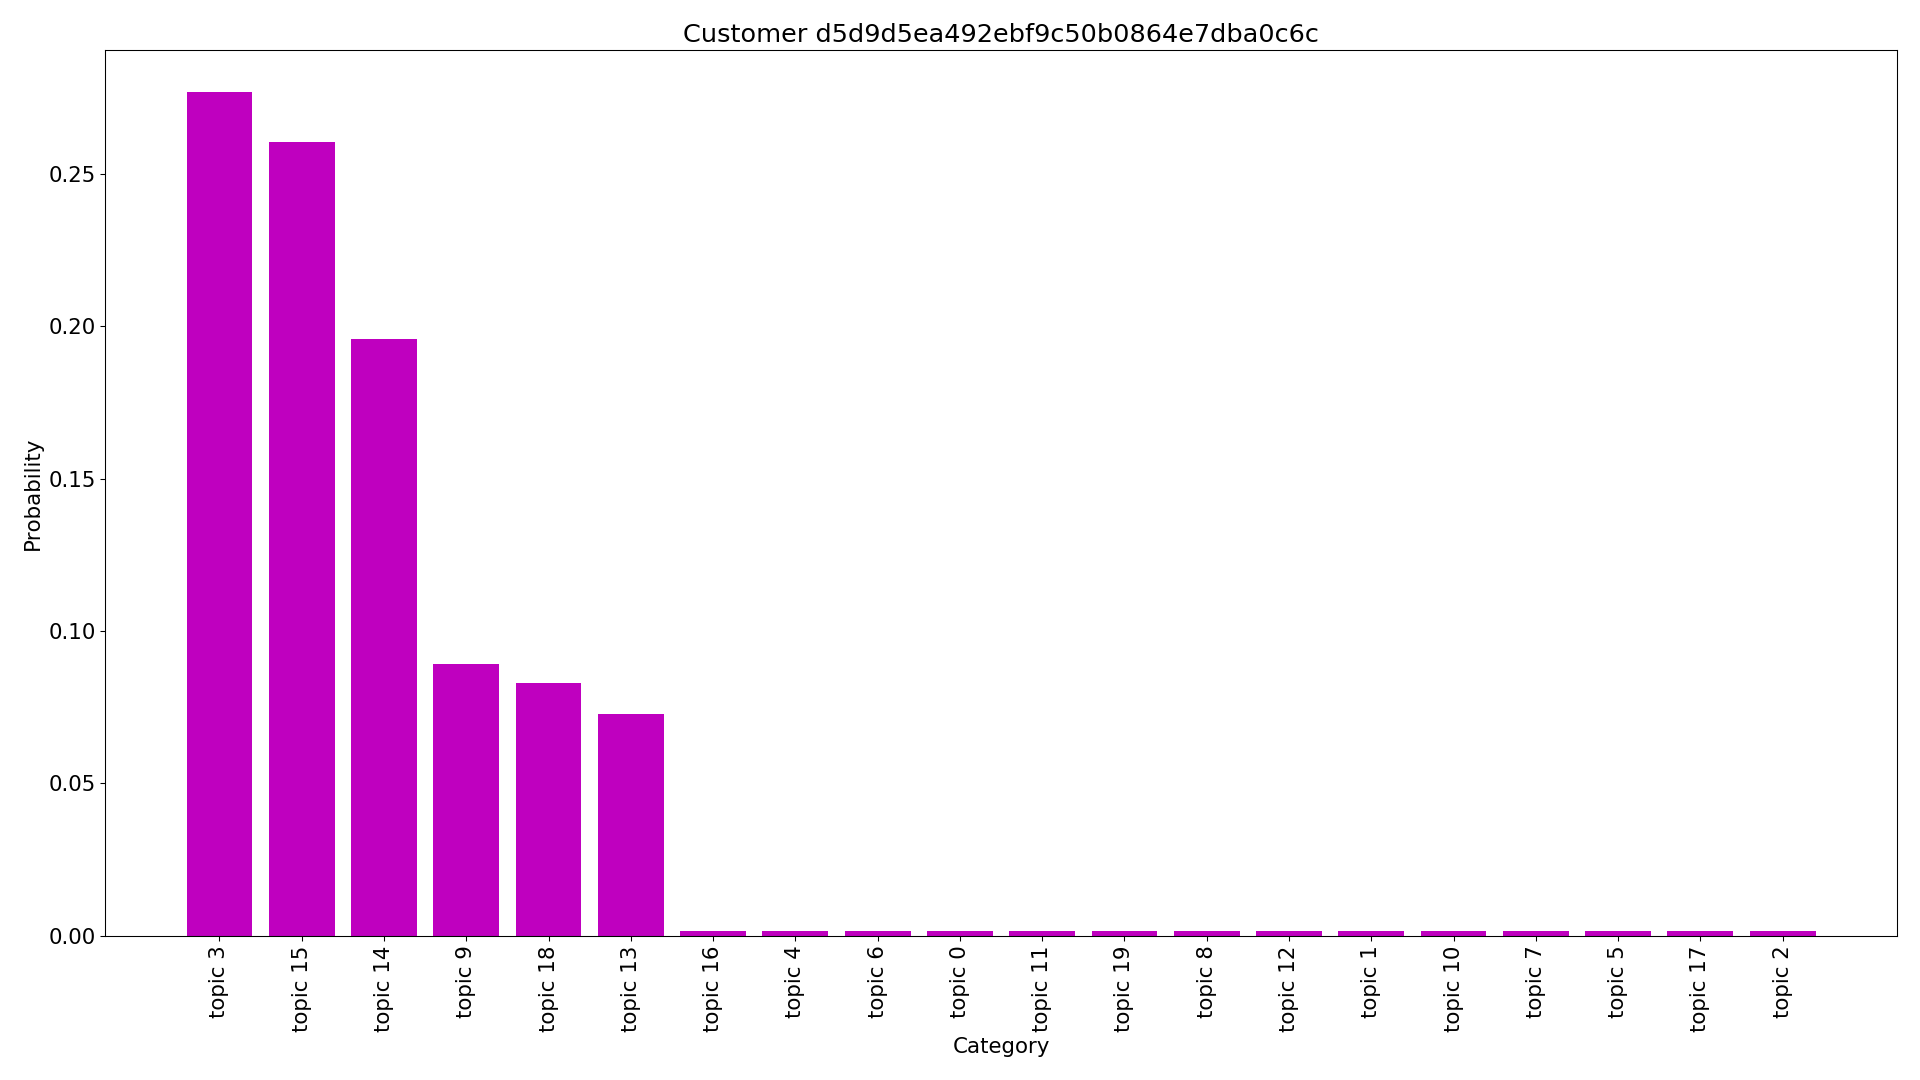 Customer d5d9d5ea492ebf9c50b0864e7dba0c6c
Probability
0.25
0.20
0.15
0.10
0.05
0.00
topic 3
topic 15
topic 14
topic 9
topic 18
topic 13
topic 16
topic 4
topic 6
topic 0
topic 11
topic 19
topic 8
topic 12
topic 1
topic 10
topic 7
topic 5
topic 17
topic 2
Category